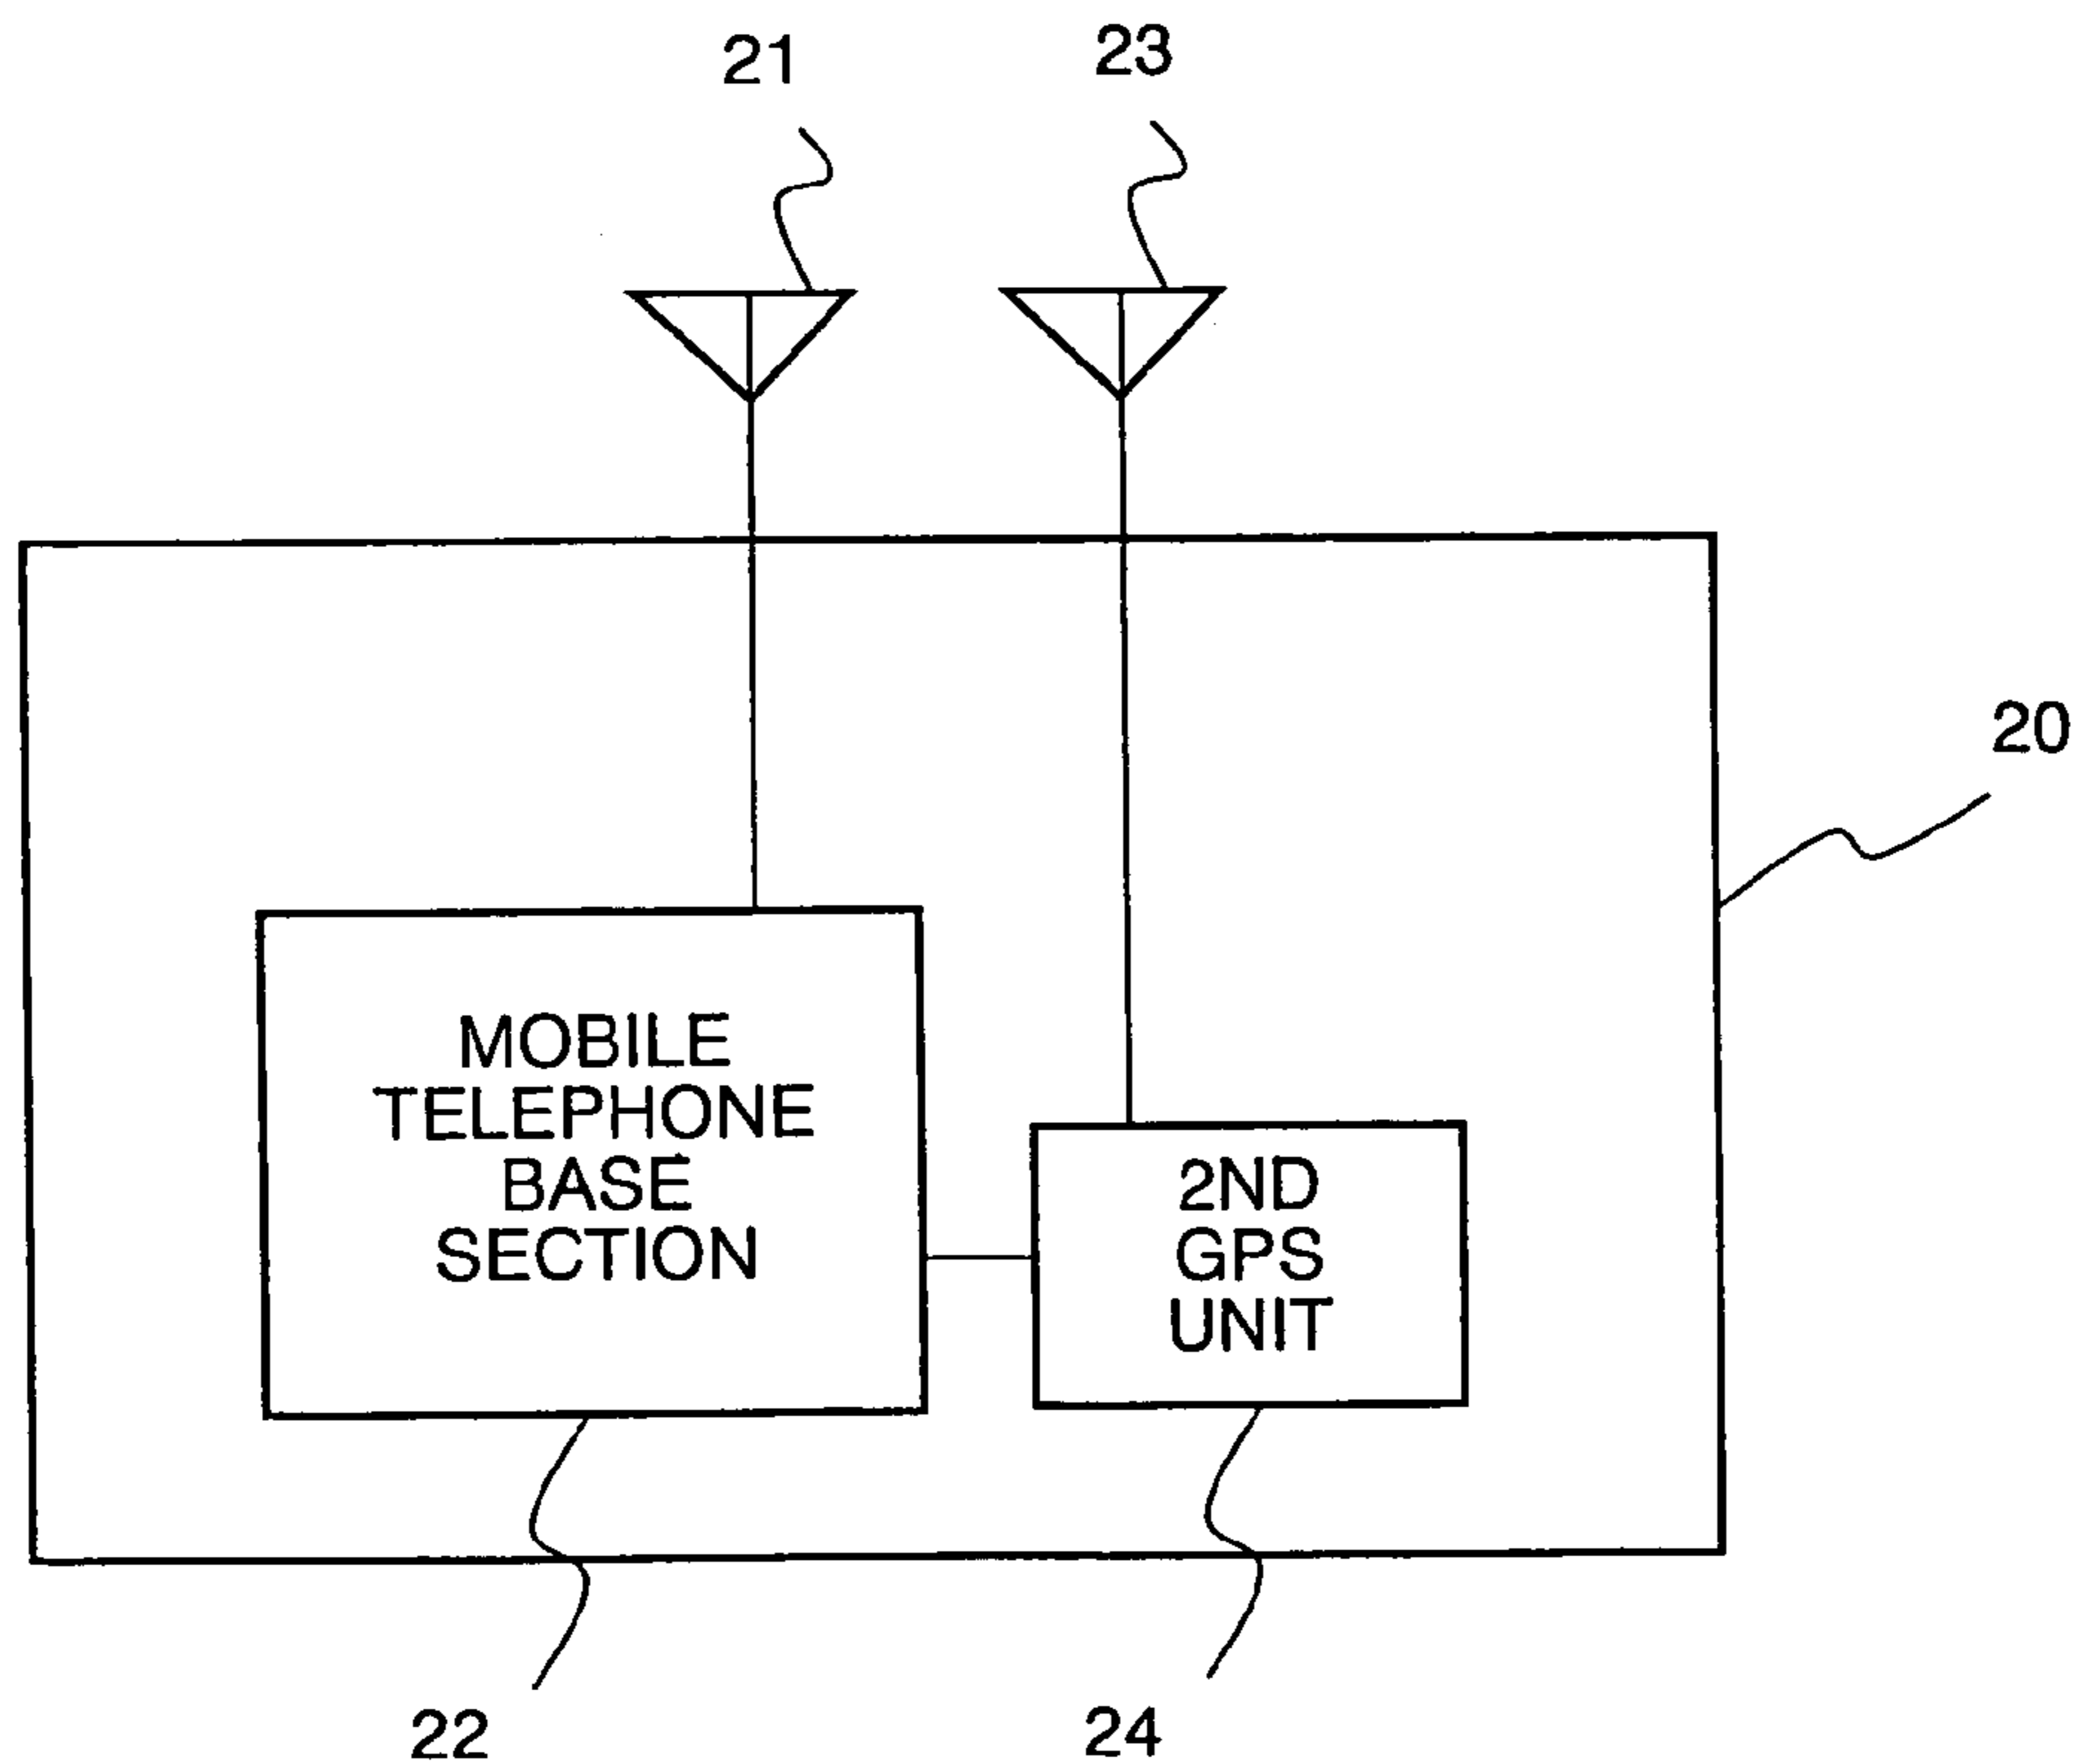 21
23
20
MOBILE
TELEPHONE
BASE
SECTION
2ND
GPS
UNIT
22
24